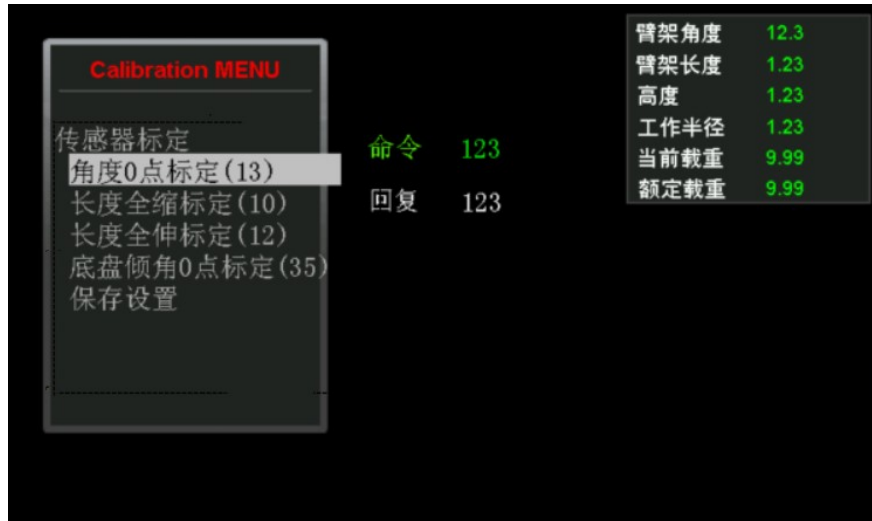 Calibration MENU
传感器标定
角度0点标定(13)
长度全缩标定(10)
长度全伸标定(12)
底盘倾角0点标定(35)
保存设置
命令 123
回复 123
臂架角度 12.3
臂架长度 1.23
高度 1.23
工作半径 1.23
当前载重 9.99
额定载重 9.99